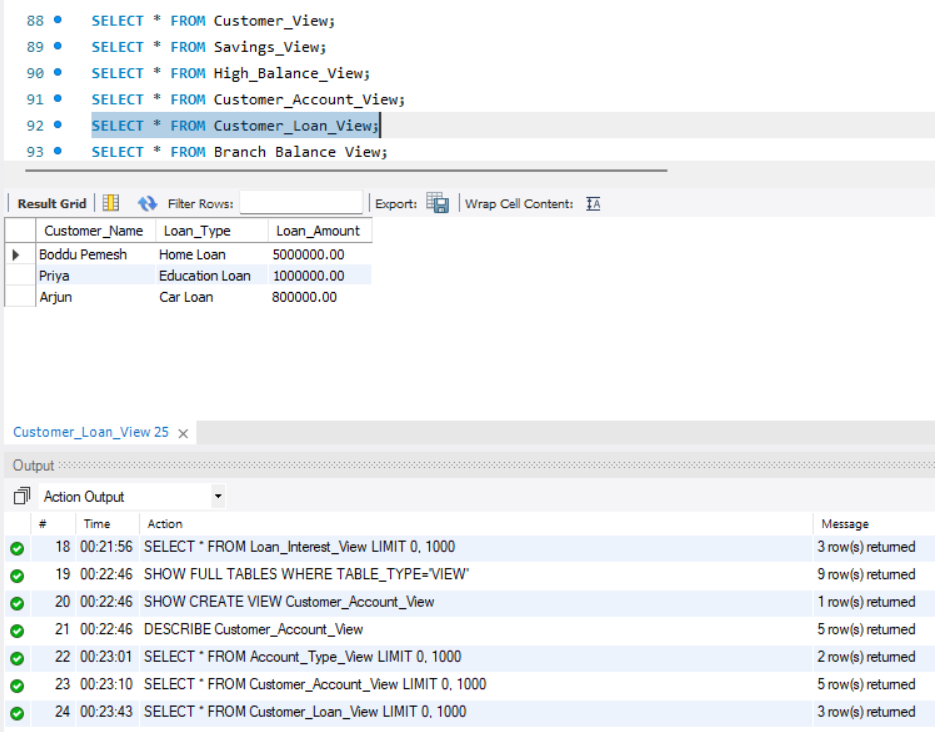 88 SELECT * FROM Customer_View;
89 SELECT * FROM Savings_View;
90 SELECT * FROM High_Balance_View;
91 SELECT * FROM Customer_Account_View;
92 SELECT * FROM Customer_Loan_View;
93 SELECT * FROM Branch Balance View;
Result Grid Filter Rows: Export: Wrap Cell Content: IA
Customer_Name Loan_Type Loan_Amount
Boddu Pemesh Home Loan 5000000.00
Priya Education Loan 1000000.00
Arjun Car Loan 800000.00
Customer_Loan_View 25 ×
Output
Action Output
# Time Action Message
18 00:21:56 SELECT * FROM Loan_Interest_View LIMIT 0, 1000 3 row(s) returned
19 00:22:46 SHOW FULL TABLES WHERE TABLE_TYPE='VIEW' 9 row(s) returned
20 00:22:46 SHOW CREATE VIEW Customer_Account_View 1 row(s) returned
21 00:22:46 DESCRIBE Customer_Account_View 5 row(s) returned
22 00:23:01 SELECT * FROM Account_Type_View LIMIT 0, 1000 2 row(s) returned
23 00:23:10 SELECT * FROM Customer_Account_View LIMIT 0, 1000 5 row(s) returned
24 00:23:43 SELECT * FROM Customer_Loan_View LIMIT 0, 1000 3 row(s) returned